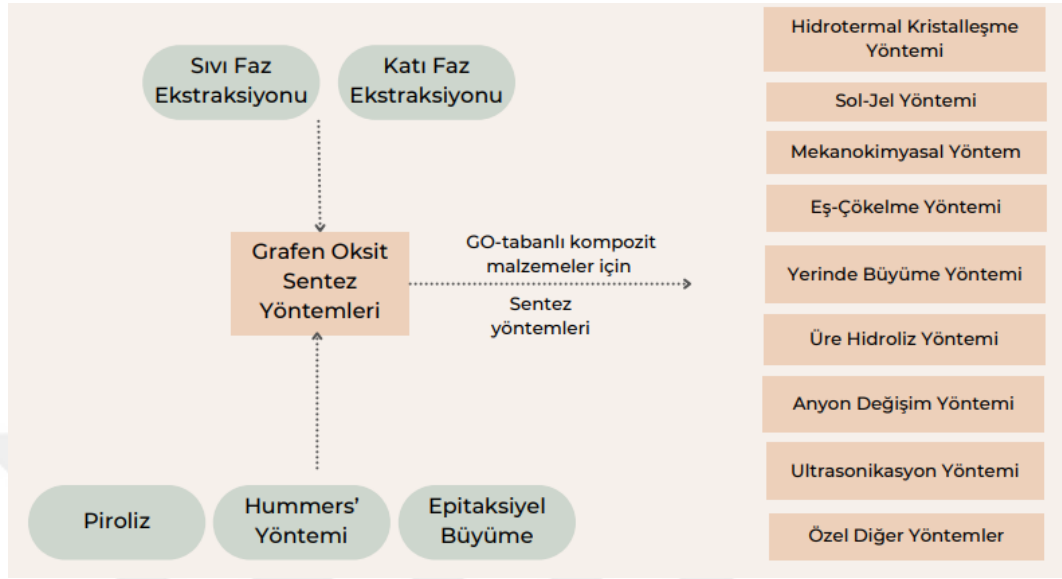 Sıvı Faz
Ekstraksiyonu
Katı Faz
Ekstraksiyonu
Grafen Oksit
Sentez
Yöntemleri
GO-tabanlı kompozit
malzemeler için
Sentez
yöntemleri
Piroliz
Hummers’
Yöntemi
Epitaksiyel
Büyüme
Hidrotermal Kristalleşme
Yöntemi
Sol-Jel Yöntemi
Mekanokimyasal Yöntem
Eş-Çökelme Yöntemi
Yerinde Büyüme Yöntemi
Üre Hidroliz Yöntemi
Anyon Değişim Yöntemi
Ultrasonikasyon Yöntemi
Özel Diğer Yöntemler